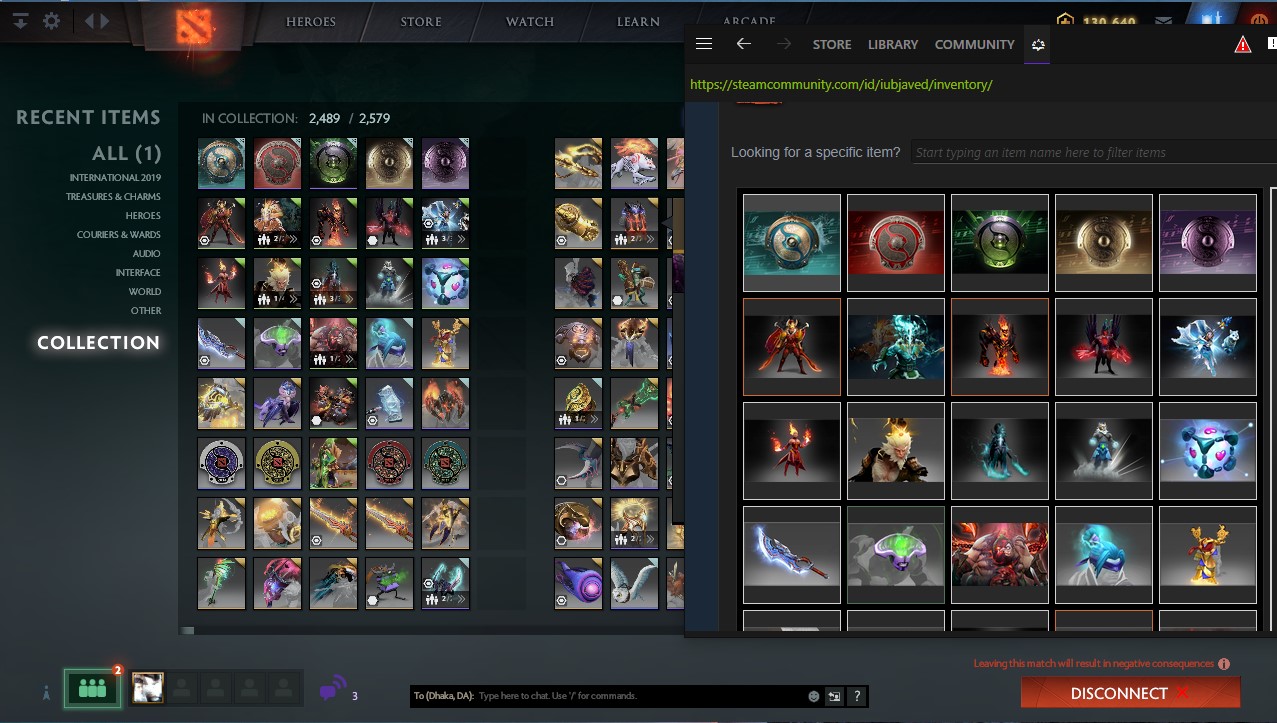 HEROES
STORE
WATCH
LEARN
ARCADE
130,640
STORE
LIBRARY
COMMUNITY
https://steamcommunity.com/id/iubjaved/inventory/
RECENT ITEMS
ALL (1)
INTERNATIONAL 2019
TREASURES & CHARMS
HEROES
COURIERS & WARDS
AUDIO
INTERFACE
WORLD
OTHER
COLLECTION
IN COLLECTION: 2,489 / 2,579
Looking for a specific item?
Start typing an item name here to filter items
2
3
To (Dhaka, DA): Type here to chat. Use '/' for commands.
?
Leaving this match will result in negative consequences
DISCONNECT